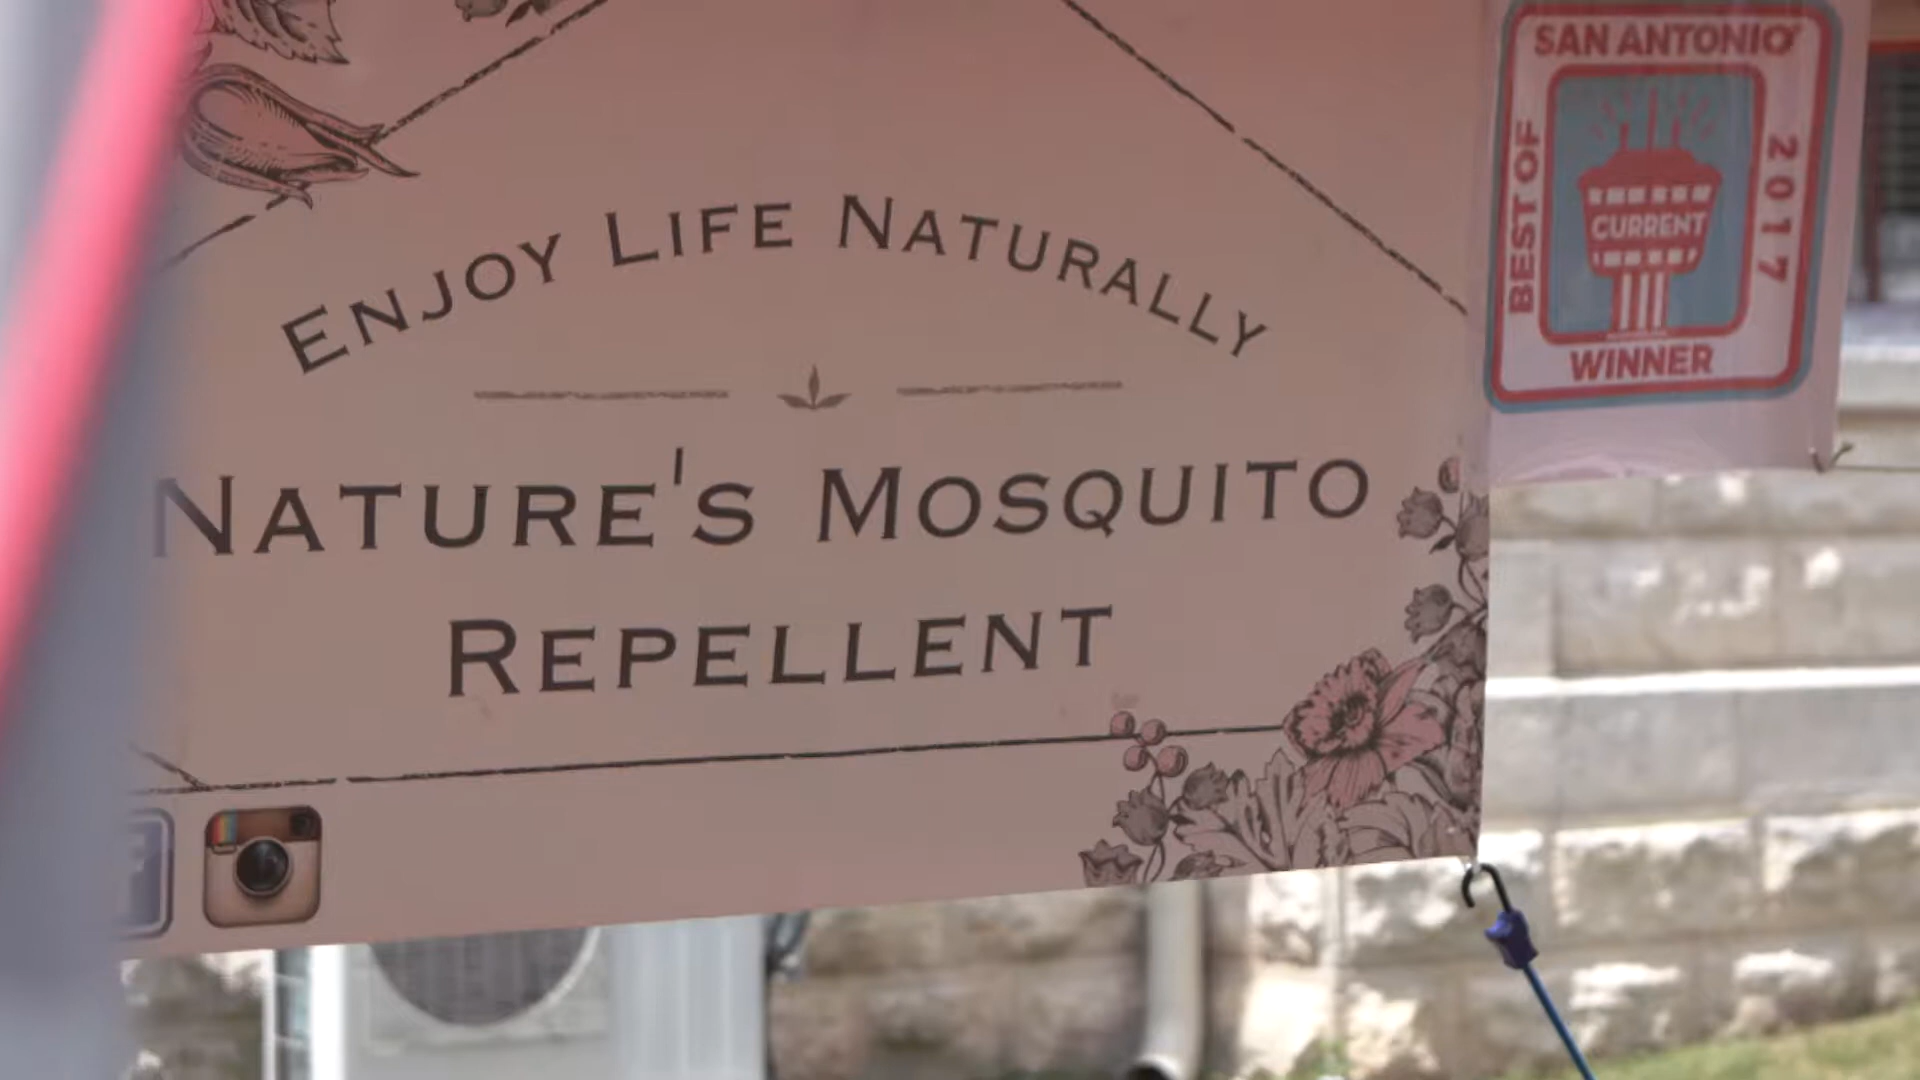 Enjoy Life Naturally
Nature's Mosquito
Repellent
SAN ANTONIO
BEST OF
2017
CURRENT
WINNER